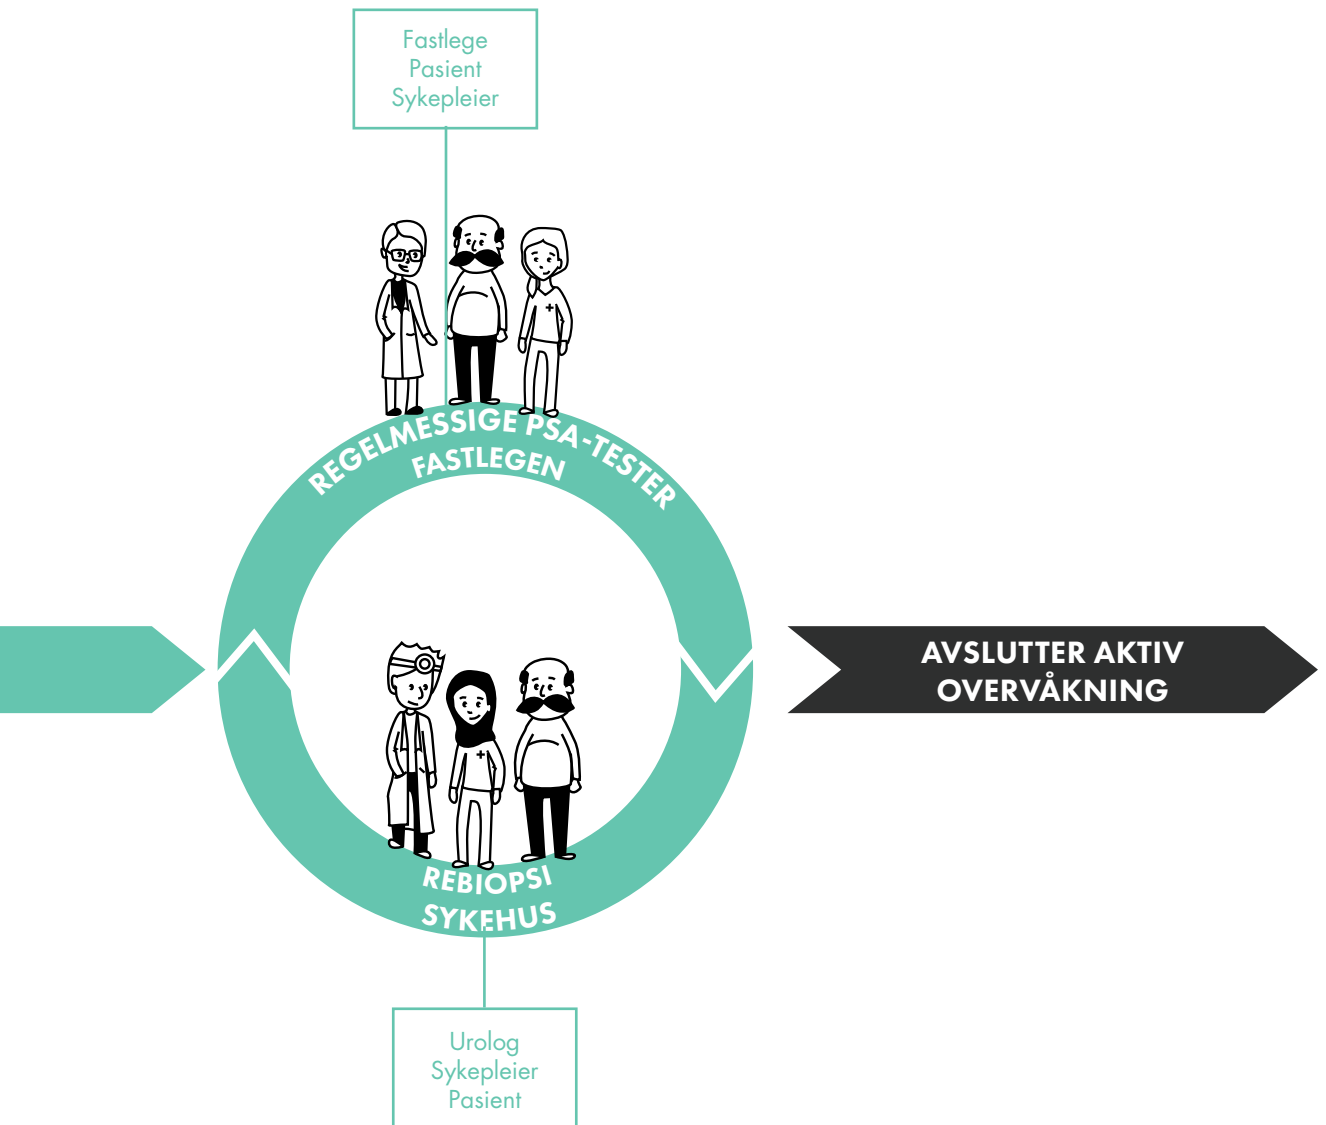 Fastlege
Pasient
Sykepleier
REGELMESSIGE PSA-TESTER
FASTLEGEN
AVSLUTTER AKTIV
OVERVÅKNING
REBIOPSI
SYKEHUS
Urolog
Sykepleier
Pasient